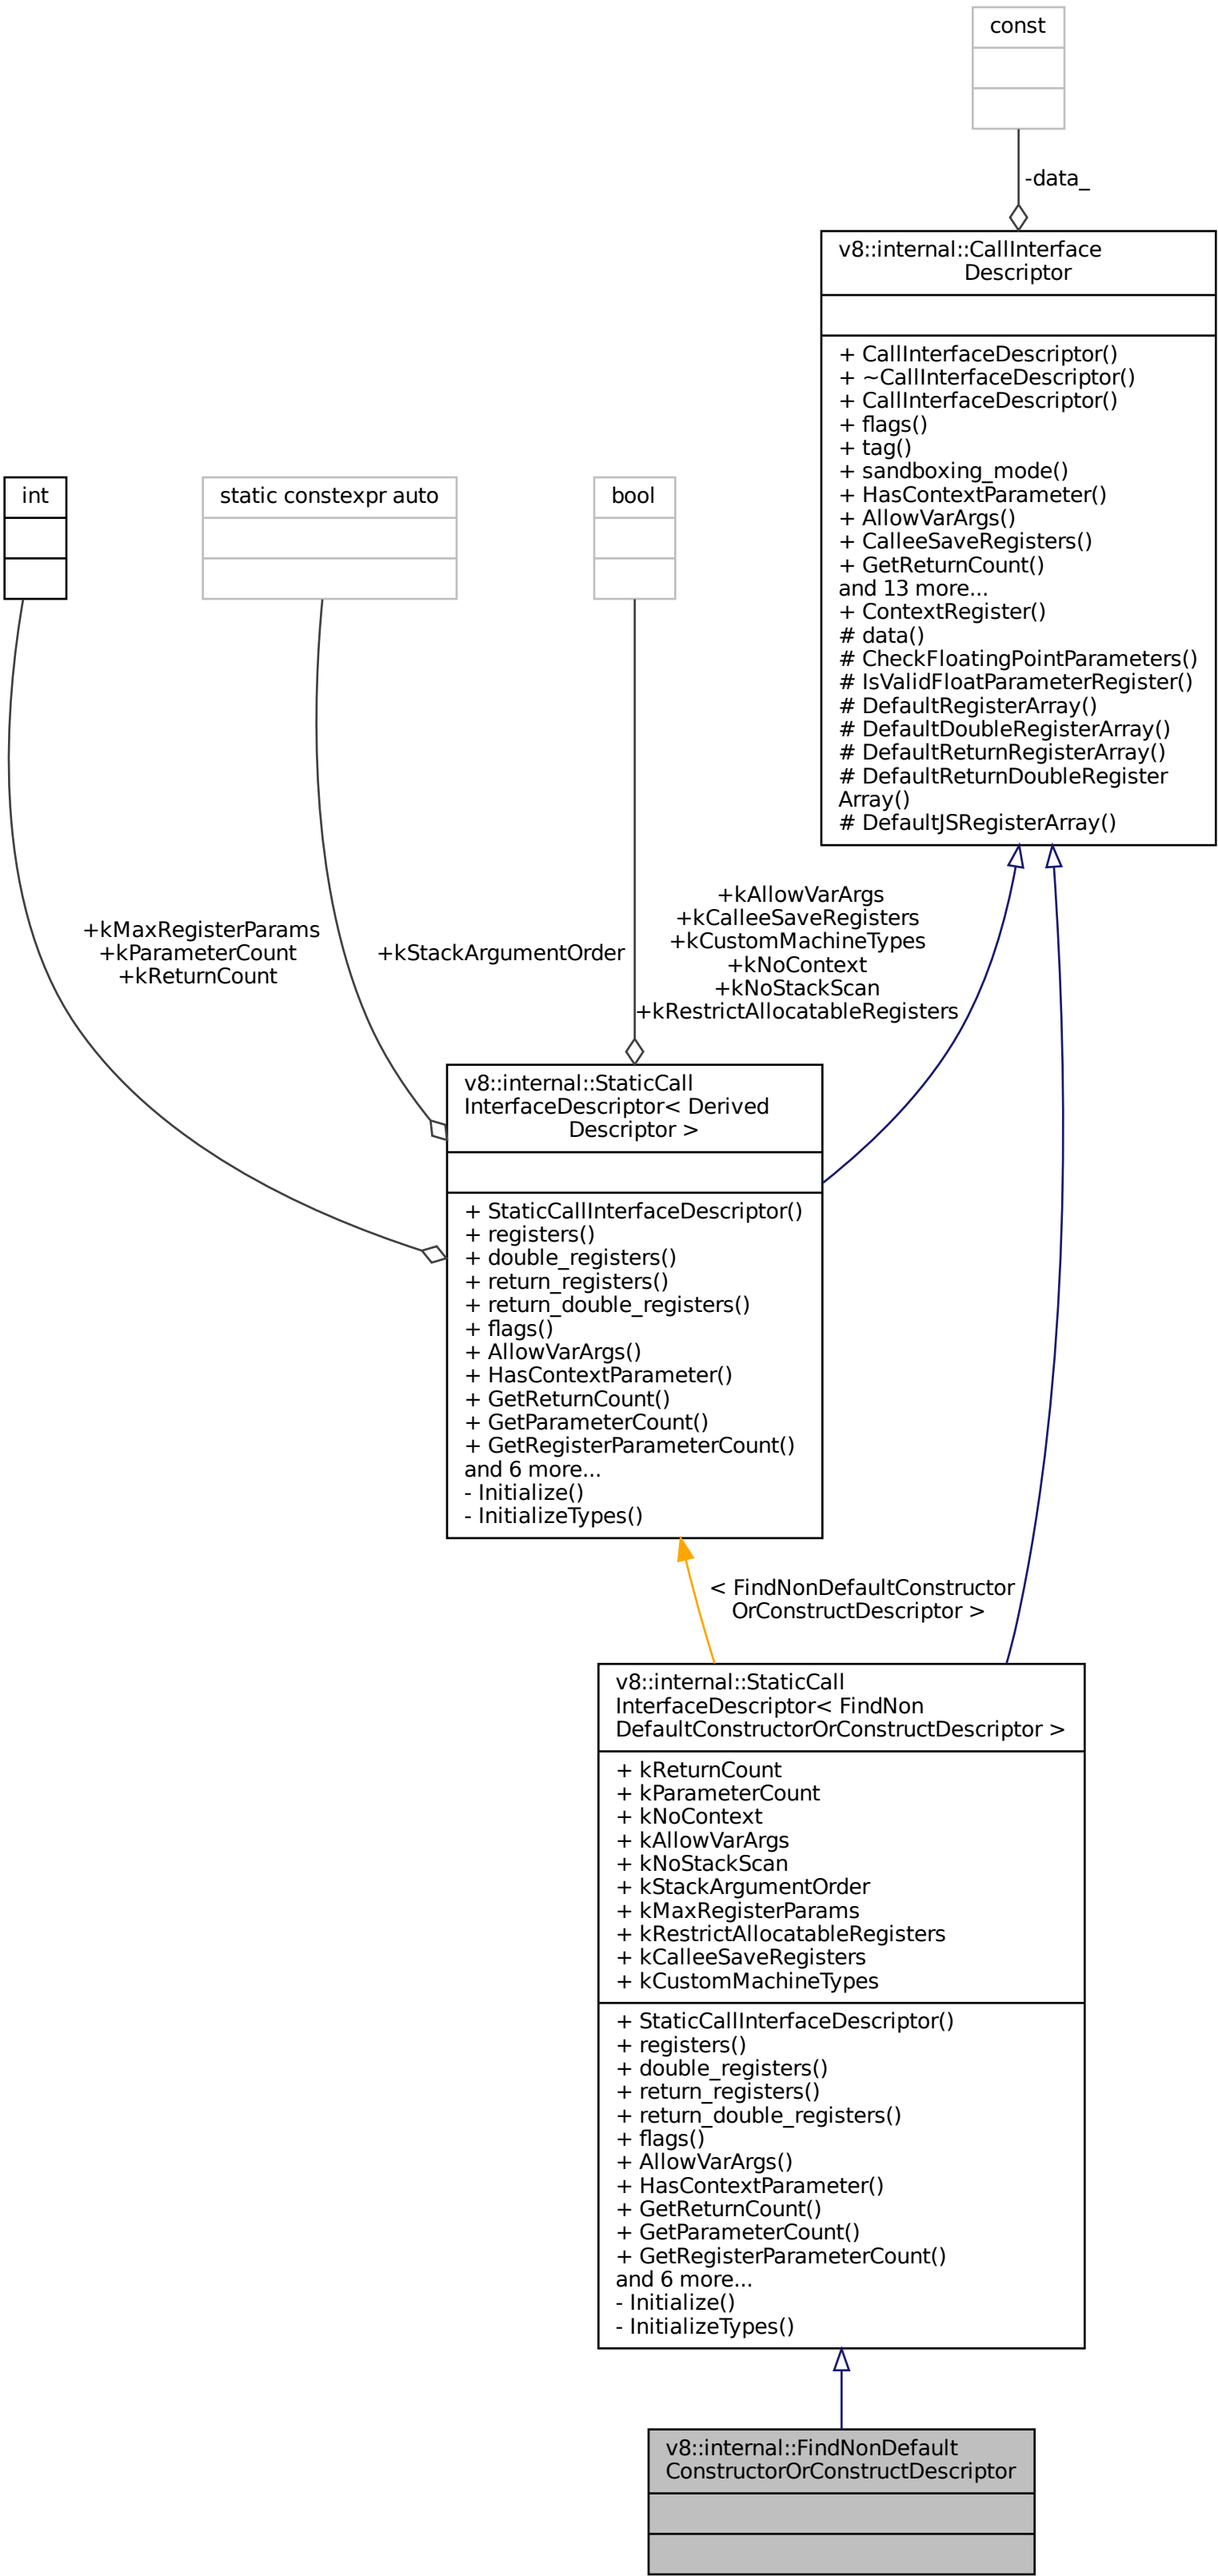 const
-data_
v8::internal::CallInterface
Descriptor
+ CallInterfaceDescriptor()
+ ~CallInterfaceDescriptor()
+ CallInterfaceDescriptor()
+ flags()
+ tag()
+ sandboxing_mode()
+ HasContextParameter()
+ AllowVarArgs()
+ CalleeSaveRegisters()
+ GetReturnCount()
and 13 more...
+ ContextRegister()
# data()
# CheckFloatingPointParameters()
# IsValidFloatParameterRegister()
# DefaultRegisterArray()
# DefaultDoubleRegisterArray()
# DefaultReturnRegisterArray()
# DefaultReturnDoubleRegister
Array()
# DefaultJSRegisterArray()
int
static constexpr auto
bool
+kMaxRegisterParams
+kParameterCount
+kReturnCount
+kStackArgumentOrder
+kAllowVarArgs
+kCalleeSaveRegisters
+kCustomMachineTypes
+kNoContext
+kNoStackScan
+kRestrictAllocatableRegisters
v8::internal::StaticCall
InterfaceDescriptor< Derived
Descriptor >
+ StaticCallInterfaceDescriptor()
+ registers()
+ double_registers()
+ return_registers()
+ return_double_registers()
+ flags()
+ AllowVarArgs()
+ HasContextParameter()
+ GetReturnCount()
+ GetParameterCount()
+ GetRegisterParameterCount()
and 6 more...
- Initialize()
- InitializeTypes()
< FindNonDefaultConstructor
OrConstructDescriptor >
v8::internal::StaticCall
InterfaceDescriptor< FindNon
DefaultConstructorOrConstructDescriptor >
+ kReturnCount
+ kParameterCount
+ kNoContext
+ kAllowVarArgs
+ kNoStackScan
+ kStackArgumentOrder
+ kMaxRegisterParams
+ kRestrictAllocatableRegisters
+ kCalleeSaveRegisters
+ kCustomMachineTypes
+ StaticCallInterfaceDescriptor()
+ registers()
+ double_registers()
+ return_registers()
+ return_double_registers()
+ flags()
+ AllowVarArgs()
+ HasContextParameter()
+ GetReturnCount()
+ GetParameterCount()
+ GetRegisterParameterCount()
and 6 more...
- Initialize()
- InitializeTypes()
v8::internal::FindNonDefault
ConstructorOrConstructDescriptor